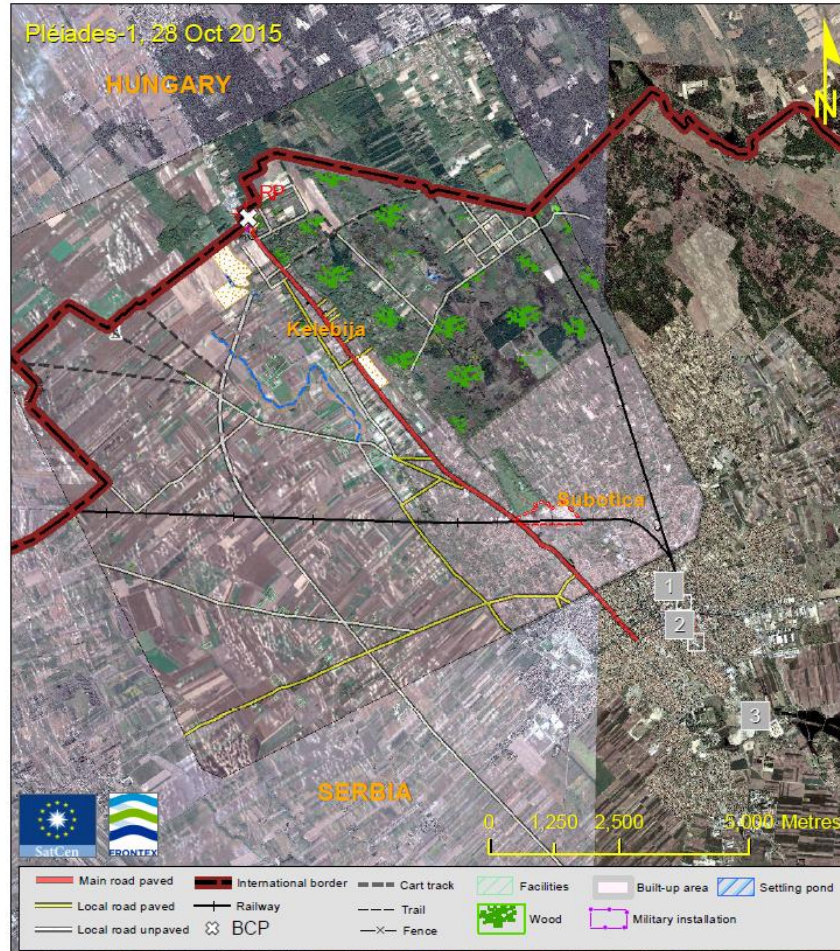 Pléiades-1, 28 Oct 2015
HUNGARY
N
RP
Kelebija
Subotica
1
2
3
SERBIA
0 1,250 2,500 5,000 Metres
SatCen
FRONTEX
Main road paved
International border
Cart track
Facilities
Built-up area
Settling pond
Local road paved
Railway
Trail
Wood
Military installation
Local road unpaved
BCP
Fence